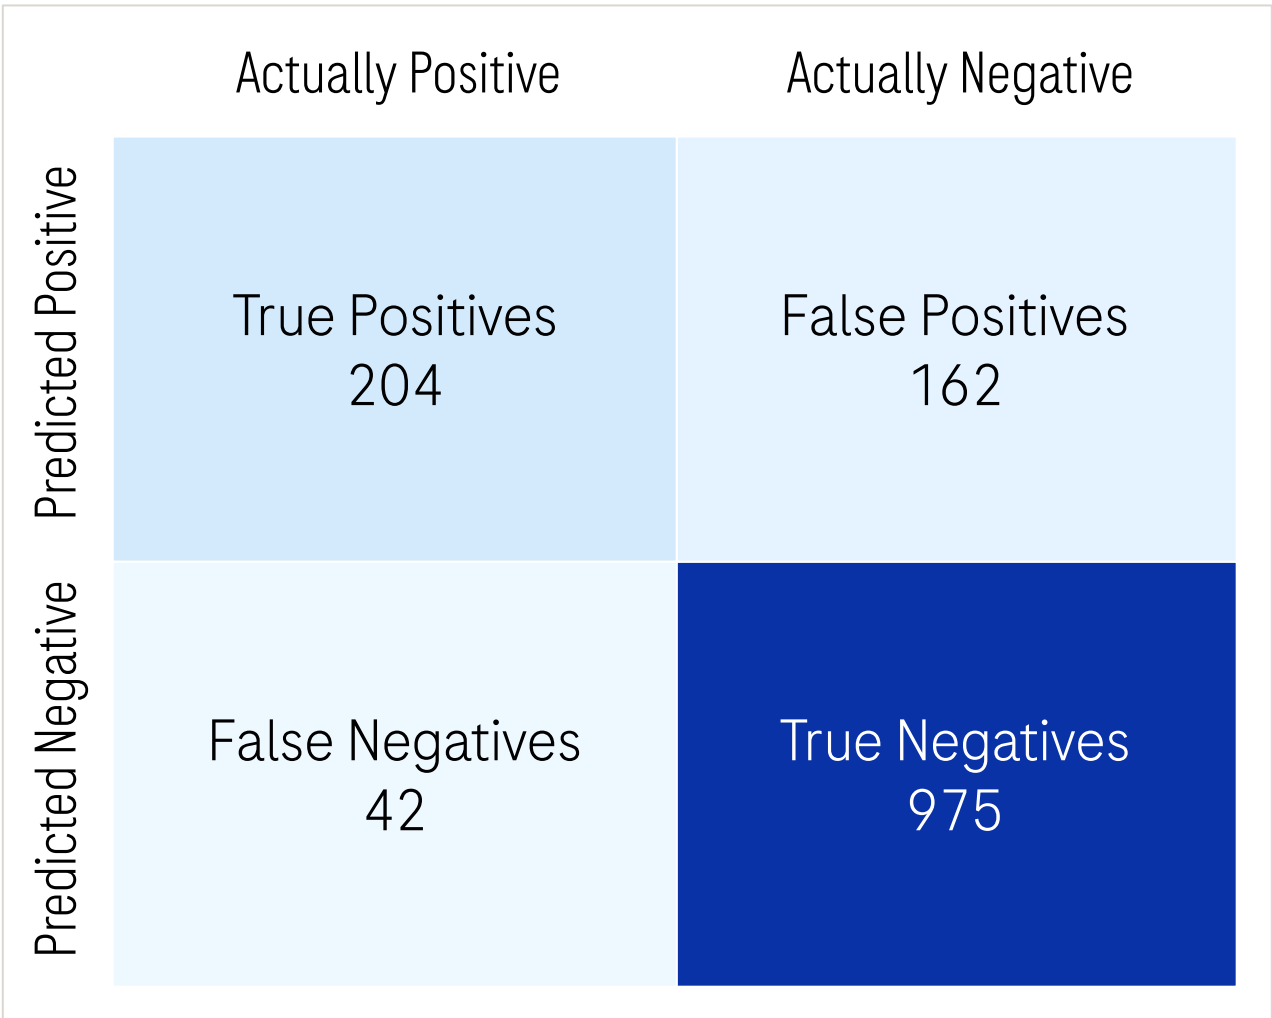 Actually Positive
Actually Negative
Predicted Positive
True Positives
204
False Positives
162
Predicted Negative
False Negatives
42
True Negatives
975